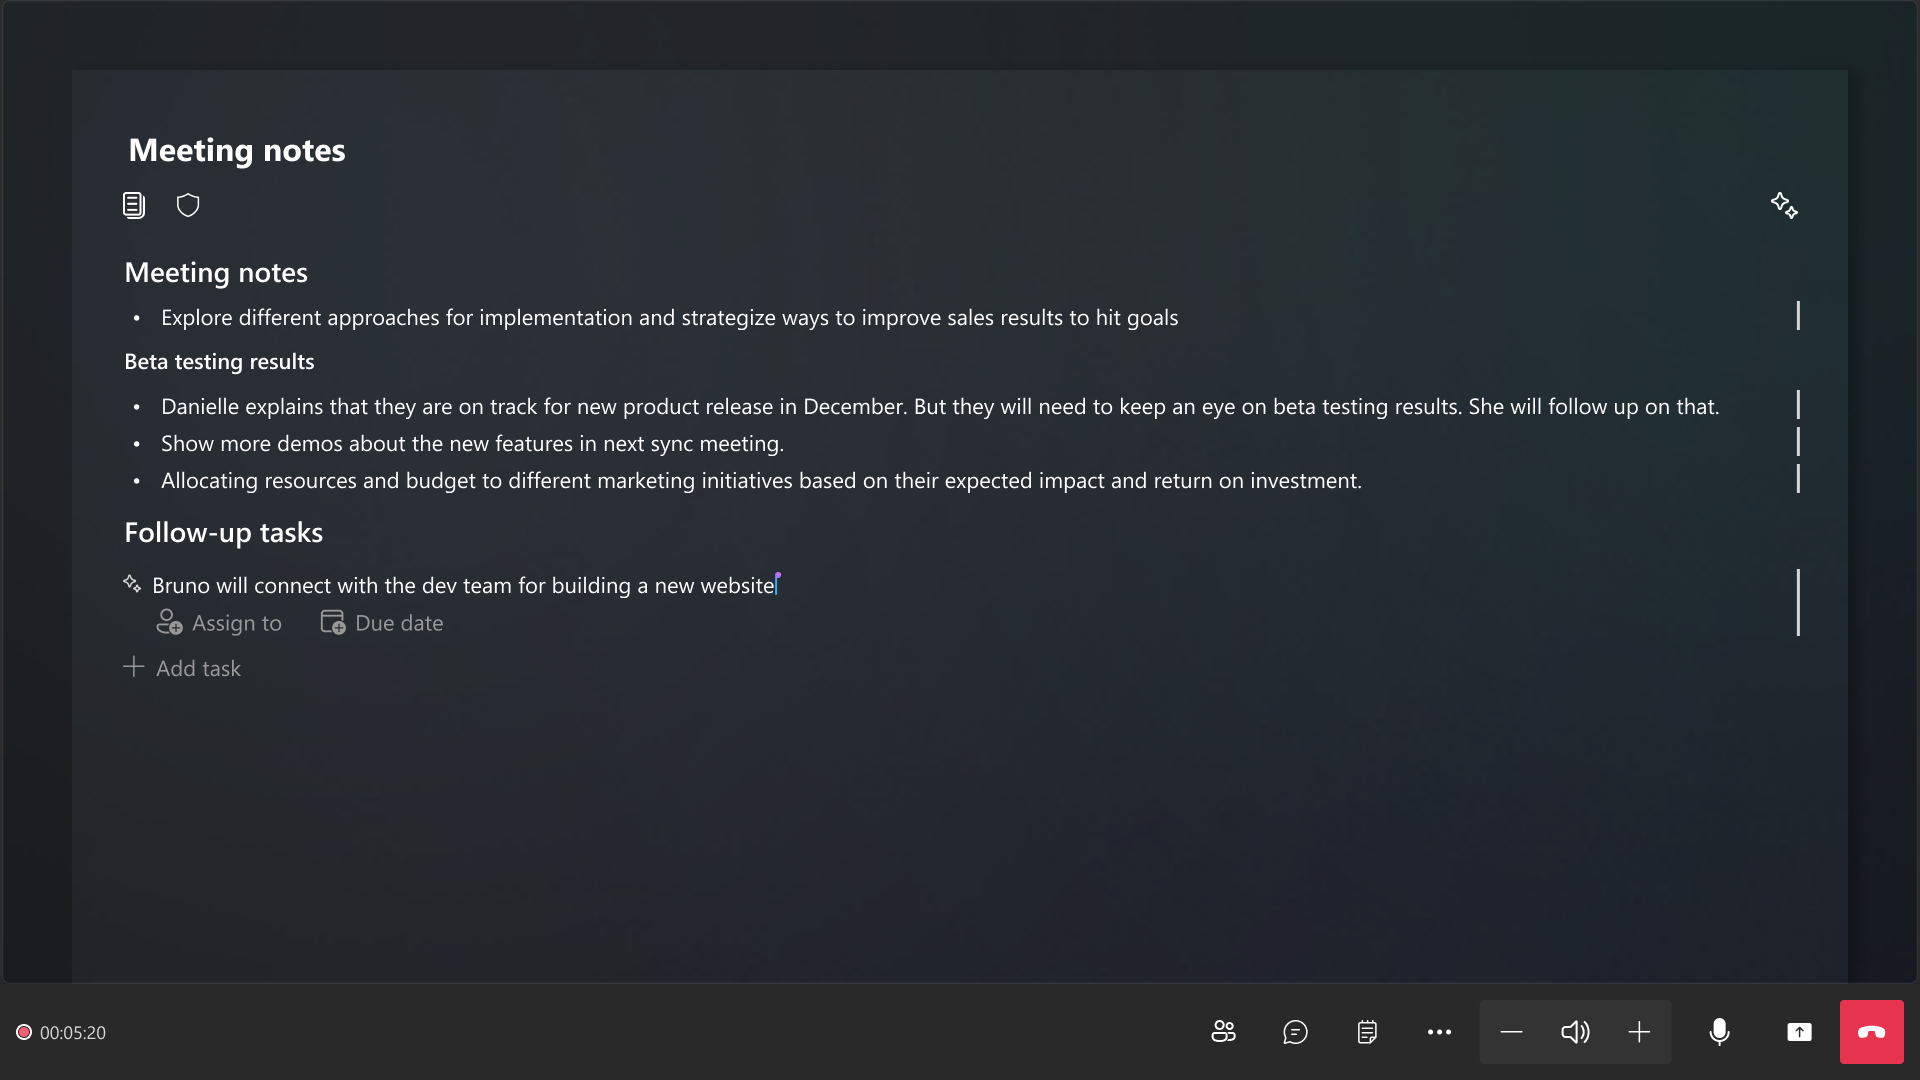 Meeting notes
Meeting notes
• Explore different approaches for implementation and strategize ways to improve sales results to hit goals
Beta testing results
• Danielle explains that they are on track for new product release in December. But they will need to keep an eye on beta testing results. She will follow up on that.
• Show more demos about the new features in next sync meeting.
• Allocating resources and budget to different marketing initiatives based on their expected impact and return on investment.
Follow-up tasks
Bruno will connect with the dev team for building a new website
Assign to Due date
Add task
00:05:20